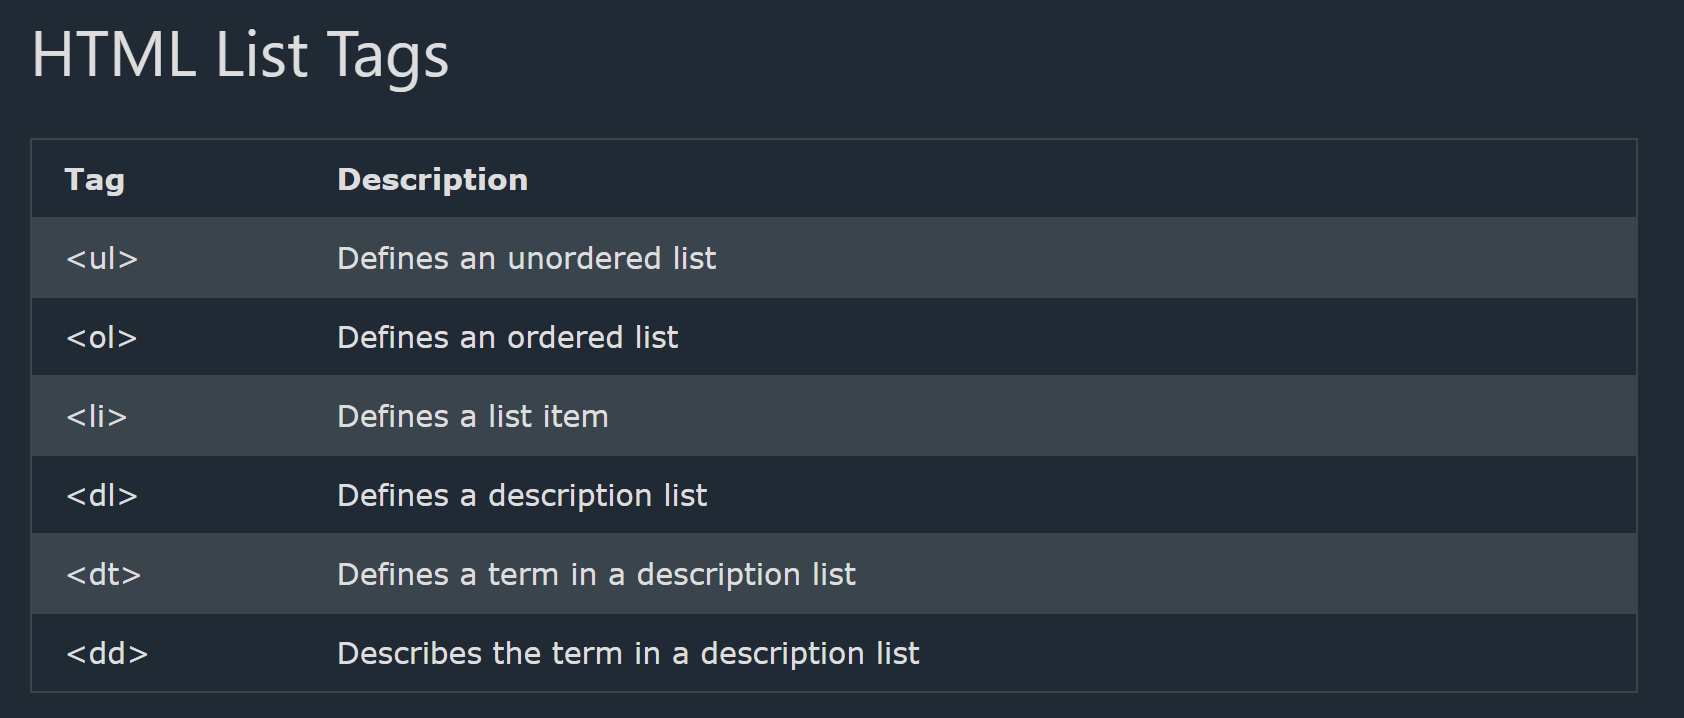 HTML List Tags
Tag Description
<ul> Defines an unordered list
<ol> Defines an ordered list
<li> Defines a list item
<dl> Defines a description list
<dt> Defines a term in a description list
<dd> Describes the term in a description list